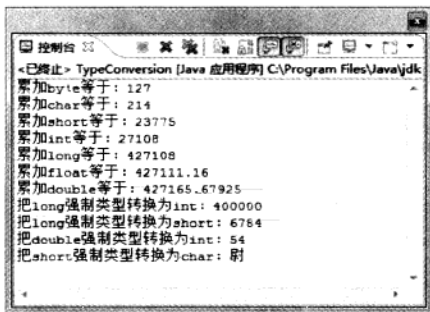 控制台
<已终止> TypeConversion [Java 应用程序] C:\Program Files\Java\jdk
累加byte等于：127
累加char等于：214
累加short等于：23775
累加int等于：27108
累加long等于：427108
累加float等于：427111.16
累加double等于：427165.67925
把long强制类型转换为int：400000
把long强制类型转换为short：6784
把double强制类型转换为int：54
把short强制类型转换为char：尉